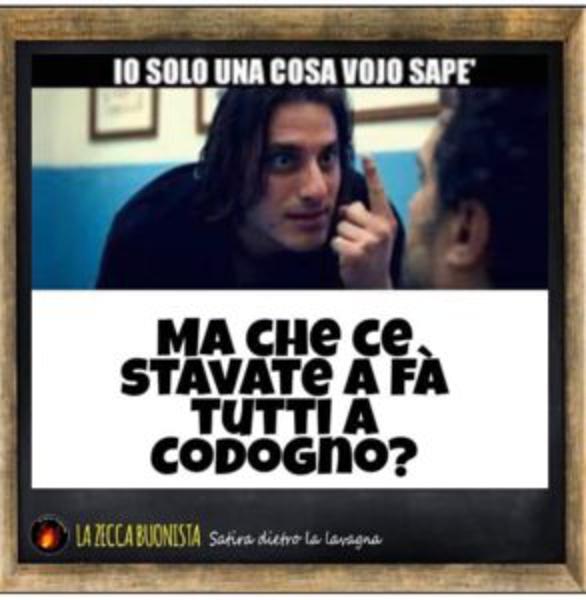 IO SOLO UNA COSA VOJO SAPE'
MA CHE CE
STAVATE A FÀ
TUTTI A
CODOGNO?
LA ZECCA BUONISTA Satira dietro la lavagna